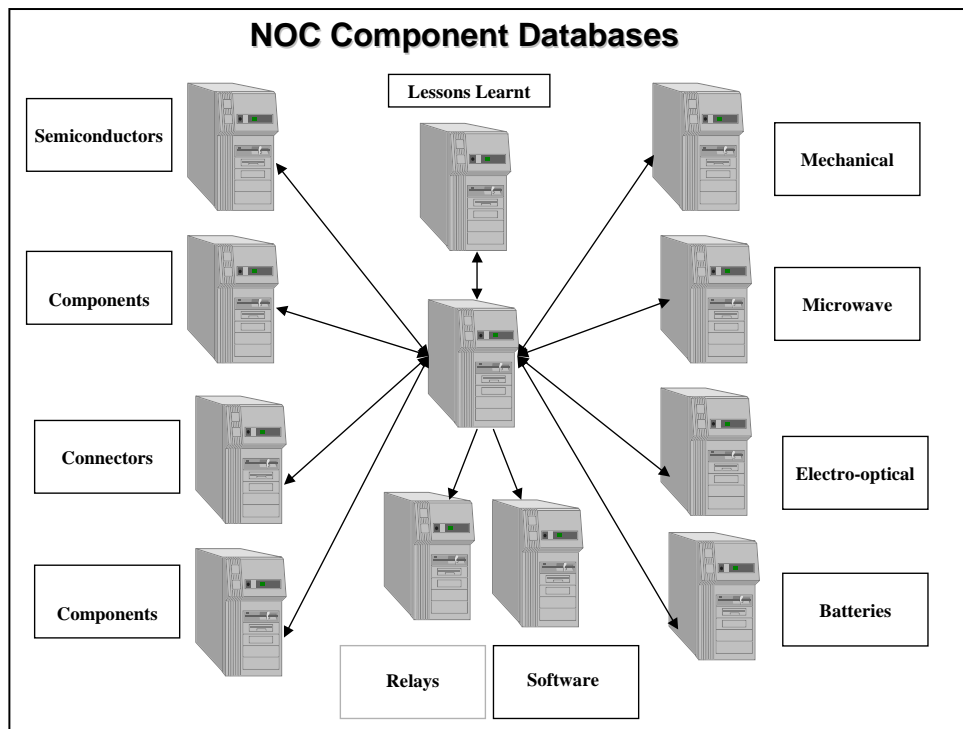 NOC Component Databases
Lessons Learnt
Semiconductors
Mechanical
Components
Microwave
Connectors
Electro-optical
Components
Batteries
Relays
Software